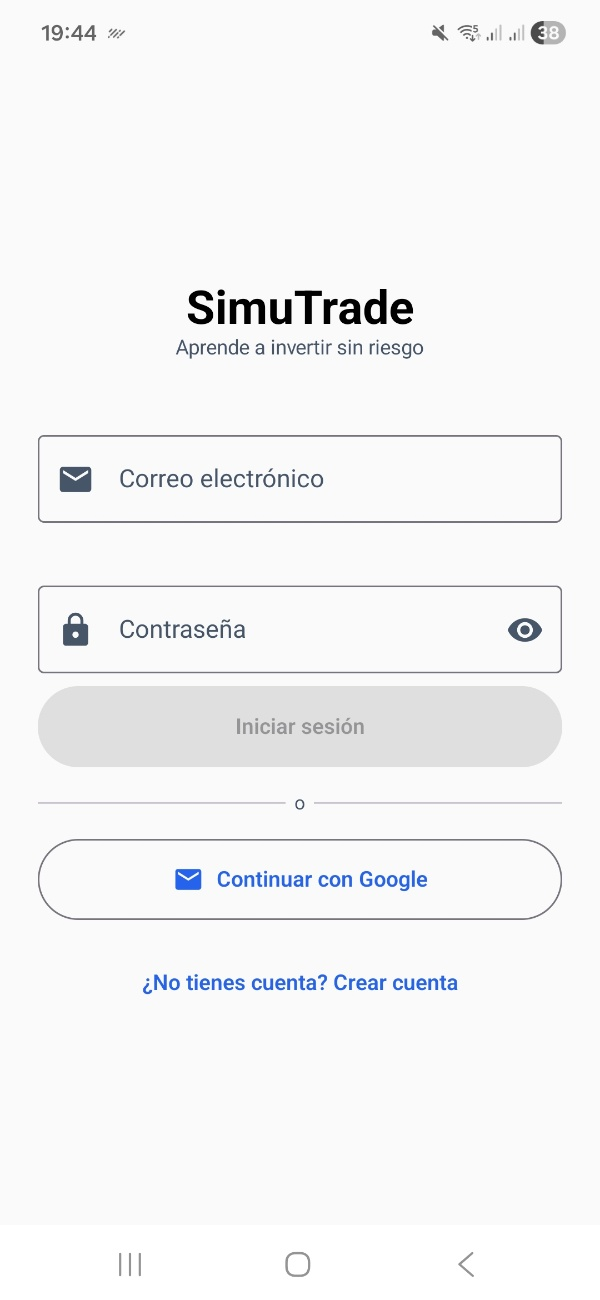 19:44
38
SimuTrade
Aprende a invertir sin riesgo
Correo electrónico
Contraseña
Iniciar sesión
o
Continuar con Google
¿No tienes cuenta? Crear cuenta